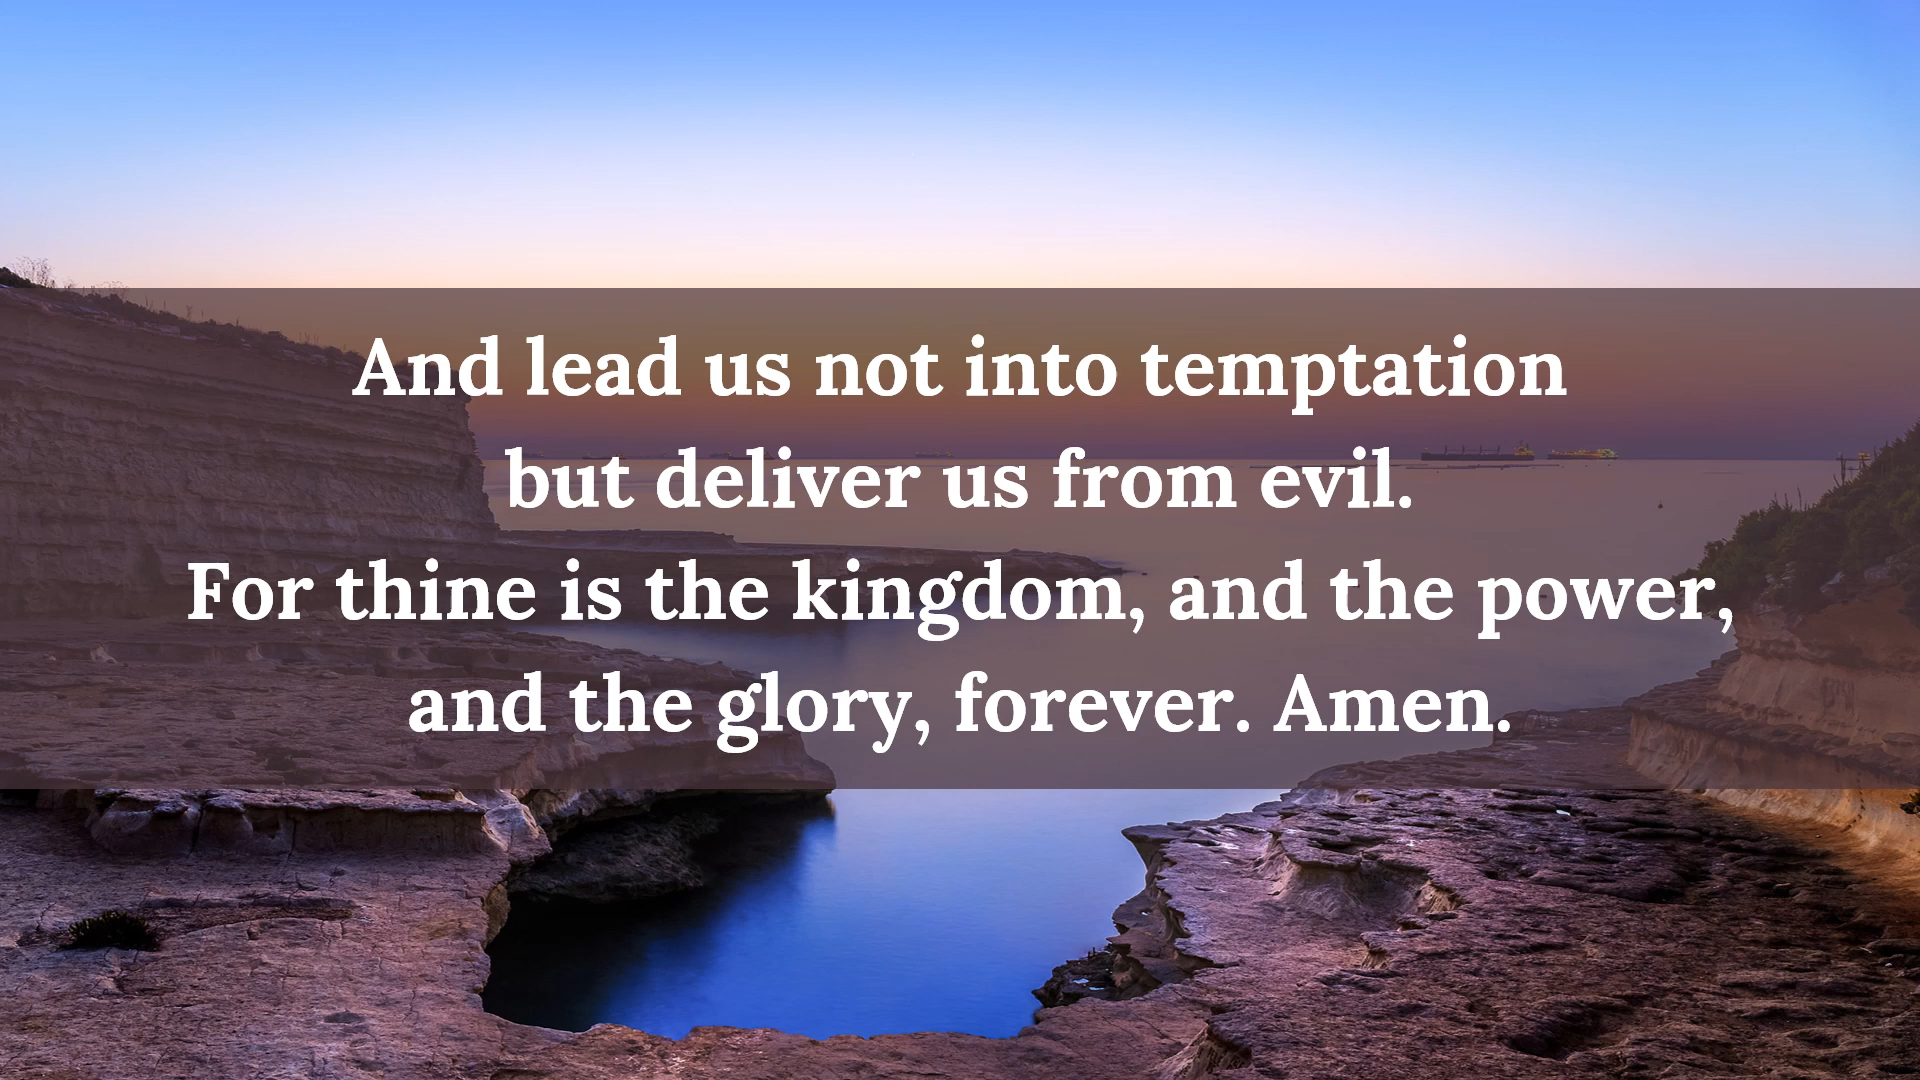 And lead us not into temptation
but deliver us from evil.
For thine is the kingdom, and the power,
and the glory, forever. Amen.